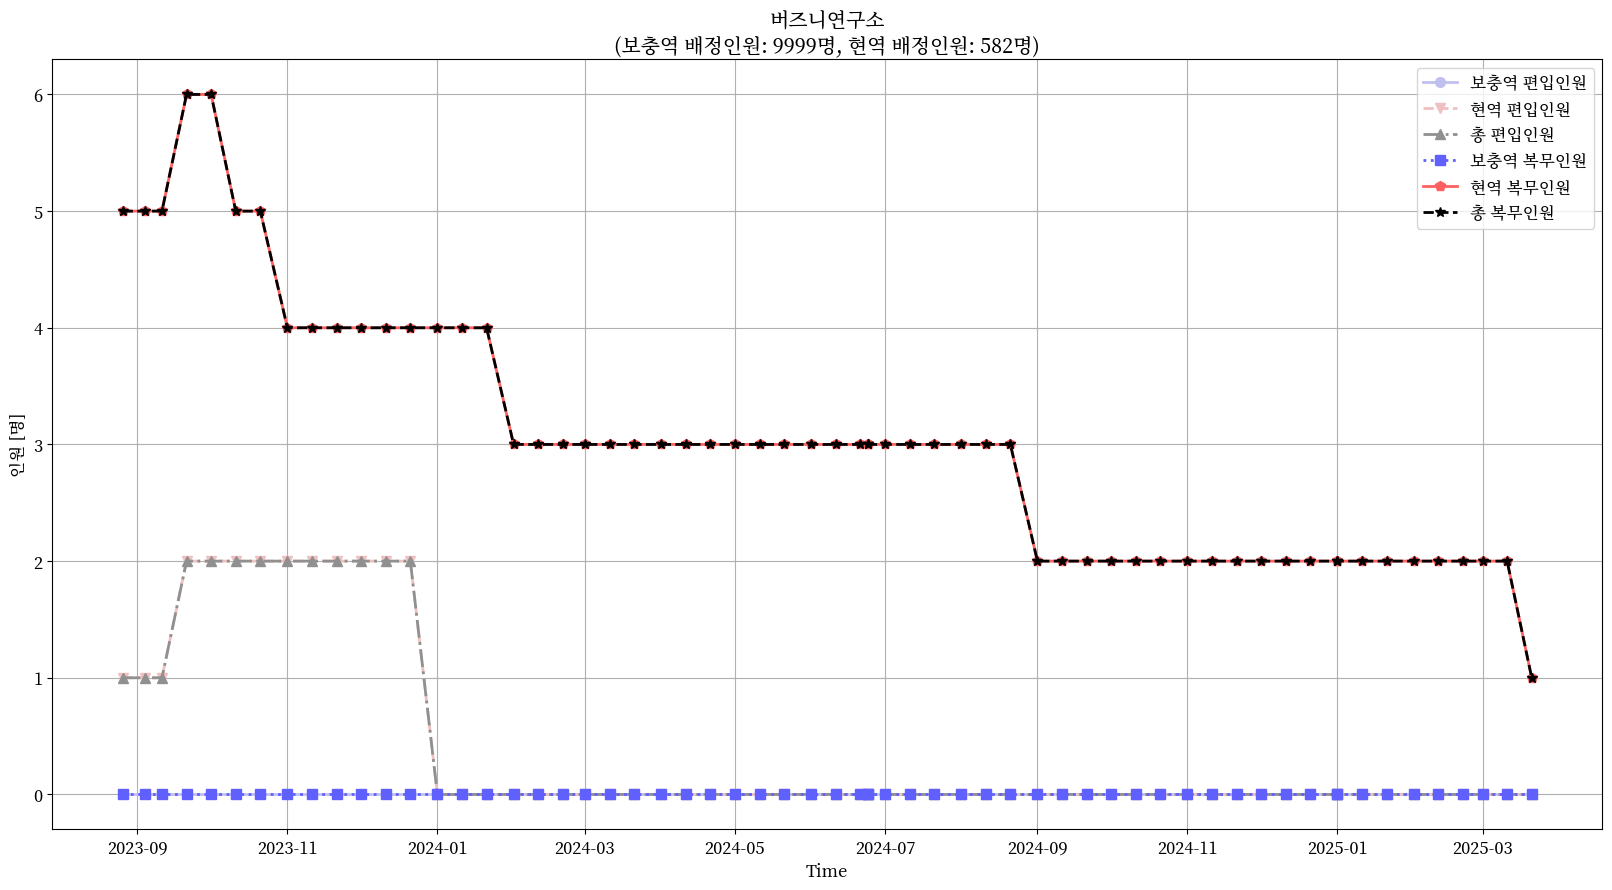 버즈니연구소
(보충역 배정인원: 9999명, 현역 배정인원: 582명)
보충역 편입인원
현역 편입인원
총 편입인원
보충역 복무인원
현역 복무인원
총 복무인원
인원 [명]
6
5
4
3
2
1
0
2023-09
2023-11
2024-01
2024-03
2024-05
2024-07
2024-09
2024-11
2025-01
2025-03
Time